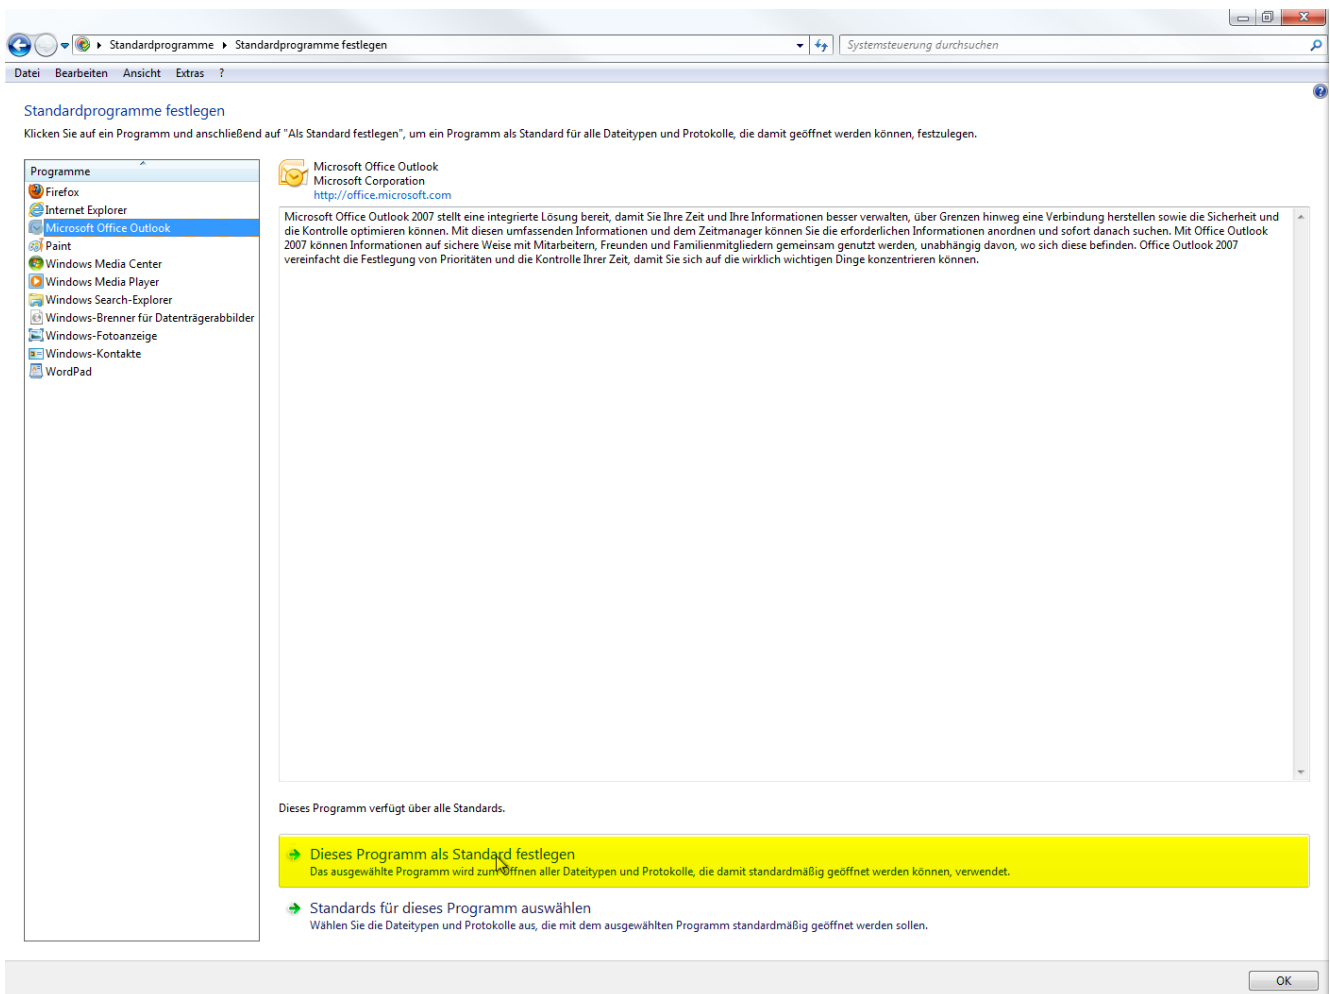 Standardprogramme Standardprogramme festlegen
Systemsteuerung durchsuchen
Datei Bearbeiten Ansicht Extras ?
Standardprogramme festlegen
Klicken Sie auf ein Programm und anschließend auf "Als Standard festlegen", um ein Programm als Standard für alle Dateitypen und Protokolle, die damit geöffnet werden können, festzulegen.
Programme
Firefox
Internet Explorer
Microsoft Office Outlook
Paint
Windows Media Center
Windows Media Player
Windows Search-Explorer
Windows-Brenner für Datenträgerabbilder
Windows-Fotoanzeige
Windows-Kontakte
WordPad
Microsoft Office Outlook
Microsoft Corporation
http://office.microsoft.com
Microsoft Office Outlook 2007 stellt eine integrierte Lösung bereit, damit Sie Ihre Zeit und Ihre Informationen besser verwalten, über Grenzen hinweg eine Verbindung herstellen sowie die Sicherheit und
die Kontrolle optimieren können. Mit diesen umfassenden Informationen und dem Zeitmanager können Sie die erforderlichen Informationen anordnen und sofort danach suchen. Mit Office Outlook
2007 können Informationen auf sichere Weise mit Mitarbeitern, Freunden und Familienmitgliedern gemeinsam genutzt werden, unabhängig davon, wo sich diese befinden. Office Outlook 2007
vereinfacht die Festlegung von Prioritäten und die Kontrolle Ihrer Zeit, damit Sie sich auf die wirklich wichtigen Dinge konzentrieren können.
Dieses Programm verfügt über alle Standards.
Dieses Programm als Standard festlegen
Das ausgewählte Programm wird zum Öffnen aller Dateitypen und Protokolle, die damit standardmäßig geöffnet werden können, verwendet.
Standards für dieses Programm auswählen
Wählen Sie die Dateitypen und Protokolle aus, die mit dem ausgewählten Programm standardmäßig geöffnet werden sollen.
OK